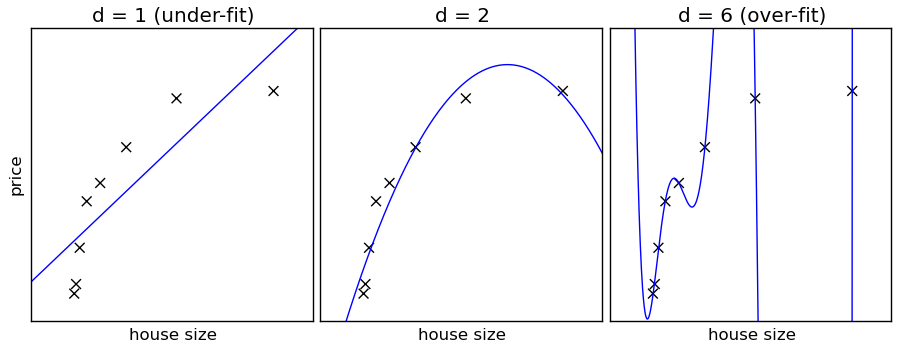 d = 1 (under-fit)
d = 2
d = 6 (over-fit)
price
house size
house size
house size